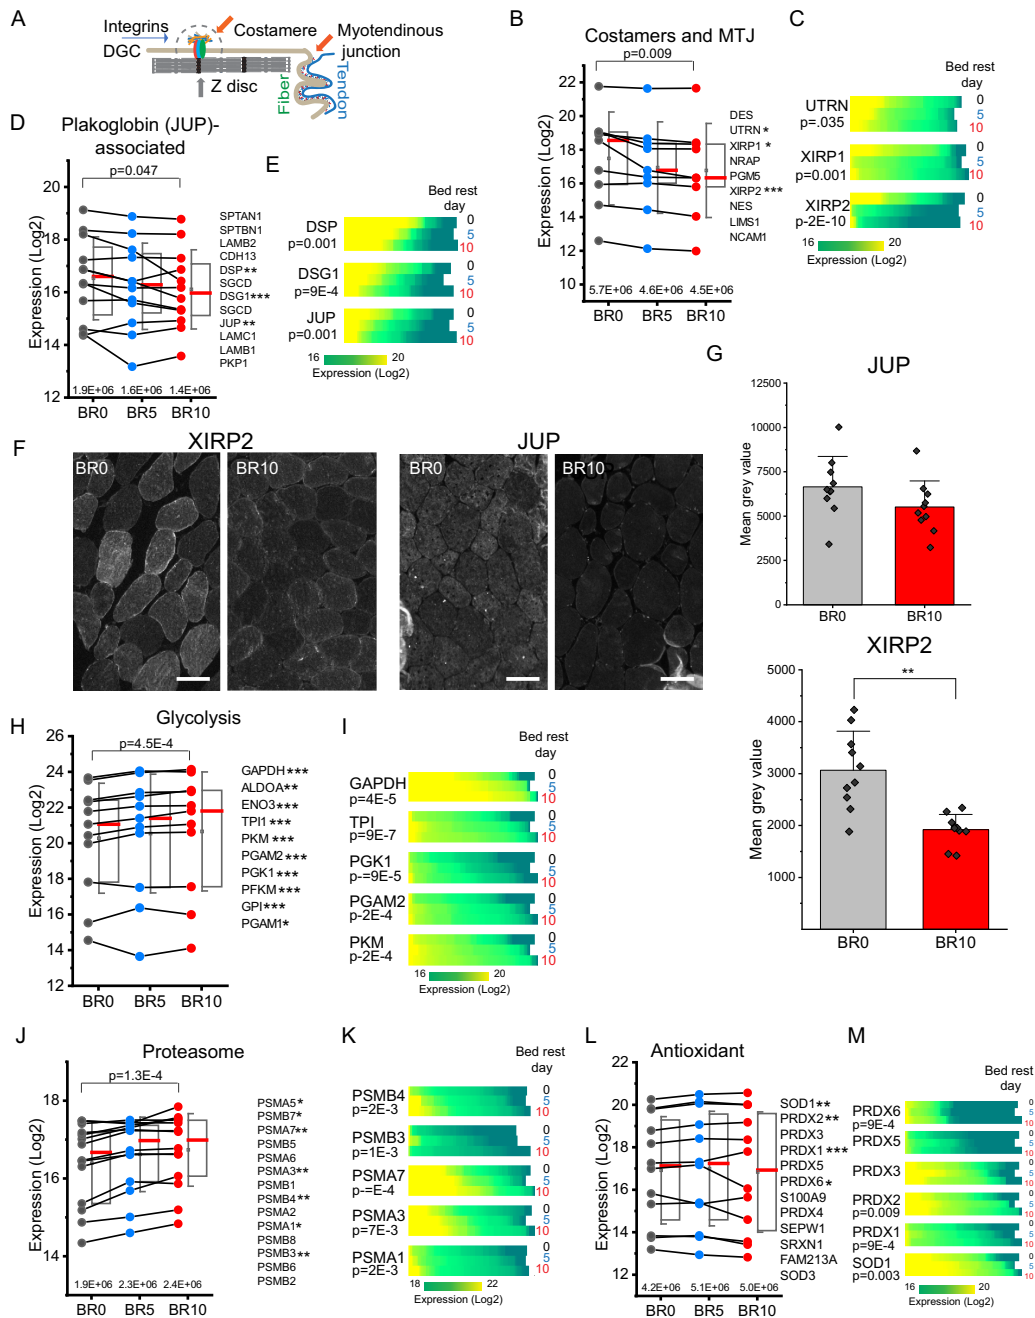 A
Integrins
DGC
Costamere
Myotendinous
junction
Z disc
Fiber
Tendon
B
Costamers and MTJ
p=0.009
Expression (Log2)
22
20
18
16
14
12
10
5.7E+06 4.6E+06 4.5E+06
BR0 BR5 BR10
DES
UTRN *
XIRP1 *
NRAP
PGM5
XIRP2 ***
NES
LIMS1
NCAM1
C
Bed rest
day
UTRN
p=.035
0
5
10
XIRP1
p=0.001
0
5
10
XIRP2
p-2E-10
0
5
10
16 20
Expression (Log2)
D
Plakoglobin (JUP)-
associated
p=0.047
Expression (Log2)
20
18
16
14
12
1.9E+06 1.6E+06 1.4E+06
BR0 BR5 BR10
SPTAN1
SPTBN1
LAMB2
CDH13
DSP **
SGCD
DSG1 ***
SGCD
JUP **
LAMC1
LAMB1
PKP1
E
Bed rest
day
DSP
p=0.001
0
5
10
DSG1
p=9E-4
0
5
10
JUP
p=0.001
0
5
10
16 20
Expression (Log2)
F
XIRP2
BR0
BR10
JUP
BR0
BR10
G
JUP
Mean grey value
12500
10000
7500
5000
2500
0
BR0 BR10
XIRP2
**
Mean grey value
5000
4000
3000
2000
1000
BR0 BR10
H
Glycolysis
p=4.5E-4
Expression (Log2)
26
24
22
20
18
16
14
12
BR0 BR5 BR10
GAPDH ***
ALDOA **
ENO3 ***
TPI1 ***
PKM ***
PGAM2 ***
PGK1 ***
PFKM ***
GPI ***
PGAM1 *
I
Bed rest
day
GAPDH
p=4E-5
0
5
10
TPI
p=9E-7
0
5
10
PGK1
p-=9E-5
0
5
10
PGAM2
p-2E-4
0
5
10
PKM
p-2E-4
0
5
10
16 20
Expression (Log2)
J
Proteasome
p=1.3E-4
Expression (Log2)
18
16
14
1.9E+06 2.3E+06 2.4E+06
BR0 BR5 BR10
PSMA5 *
PSMB7 *
PSMA7 **
PSMB5
PSMA6
PSMA3 **
PSMB1
PSMB4 **
PSMA2
PSMA1 *
PSMB8
PSMB3 **
PSMB6
PSMB2
K
Bed rest
day
PSMB4
p=2E-3
0
5
10
PSMB3
p=1E-3
0
5
10
PSMA7
p-=E-4
0
5
10
PSMA3
p=7E-3
0
5
10
PSMA1
p=2E-3
0
5
10
18 22
Expression (Log2)
L
Antioxidant
Expression (Log2)
22
20
18
16
14
12
4.2E+06 5.1E+06 5.0E+06
BR0 BR5 BR10
SOD1 **
PRDX2 **
PRDX3
PRDX1 ***
PRDX5
PRDX6 *
S100A9
PRDX4
SEPW1
SRXN1
FAM213A
SOD3
M
Bed rest
day
PRDX6
p=9E-4
0
5
10
PRDX5
0
5
10
PRDX3
0
5
10
PRDX2
p=0.009
0
5
10
PRDX1
p=9E-4
0
5
10
SOD1
p=0.003
0
5
10
16 20
Expression (Log2)